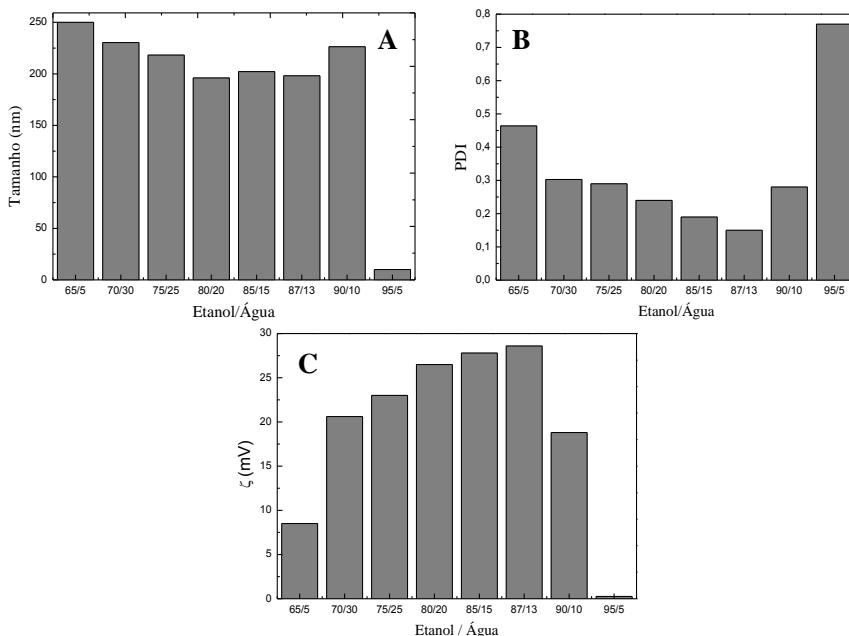 A
Tamanho (nm)
250
200
150
100
50
0
65/5 70/30 75/25 80/20 85/15 87/13 90/10 95/5
Etanol/Água
B
PDI
0,8
0,7
0,6
0,5
0,4
0,3
0,2
0,1
0,0
65/5 70/30 75/25 80/20 85/15 87/13 90/10 95/5
Etanol/Água
C
ζ (mV)
30
25
20
15
10
5
0
65/5 70/30 75/25 80/20 85/15 87/13 90/10 95/5
Etanol / Água